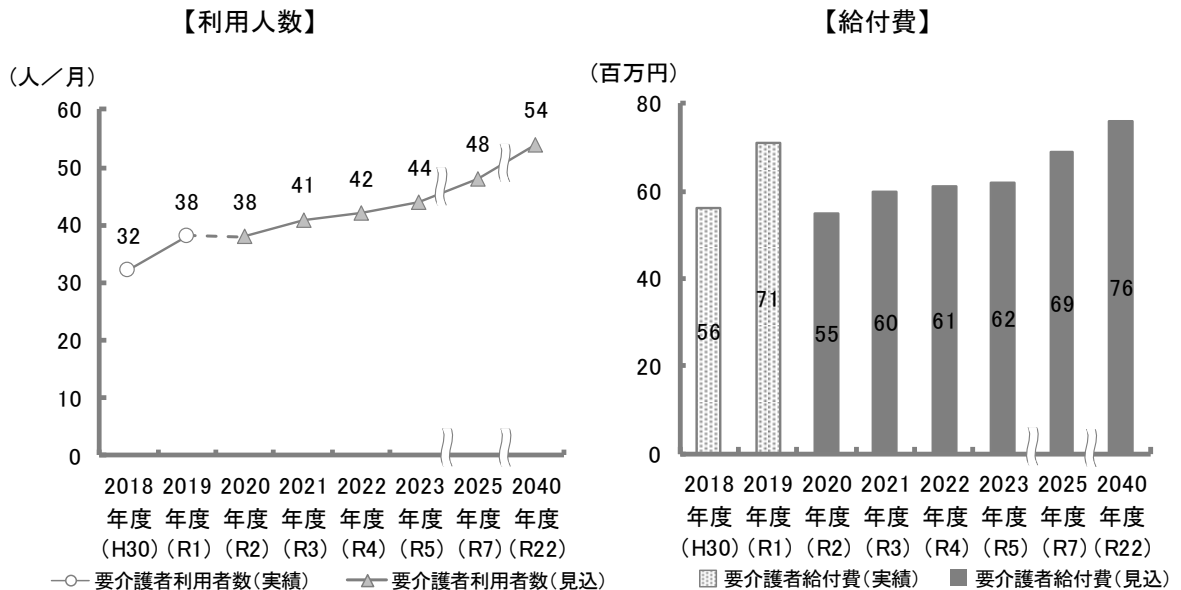 【利用人数】
(人／月)
60
50
40
30
20
10
0
32
38
38
41
42
44
48
54
2018 2019 2020 2021 2022 2023 2025 2040
年度 年度 年度 年度 年度 年度 年度 年度
(H30) (R1) (R2) (R3) (R4) (R5) (R7) (R22)
要介護者利用者数(実績) 要介護者利用者数(見込)
【給付費】
(百万円)
80
60
40
20
0
56
71
55
60
61
62
69
76
2018 2019 2020 2021 2022 2023 2025 2040
年度 年度 年度 年度 年度 年度 年度 年度
(H30) (R1) (R2) (R3) (R4) (R5) (R7) (R22)
要介護者給付費(実績) 要介護者給付費(見込)